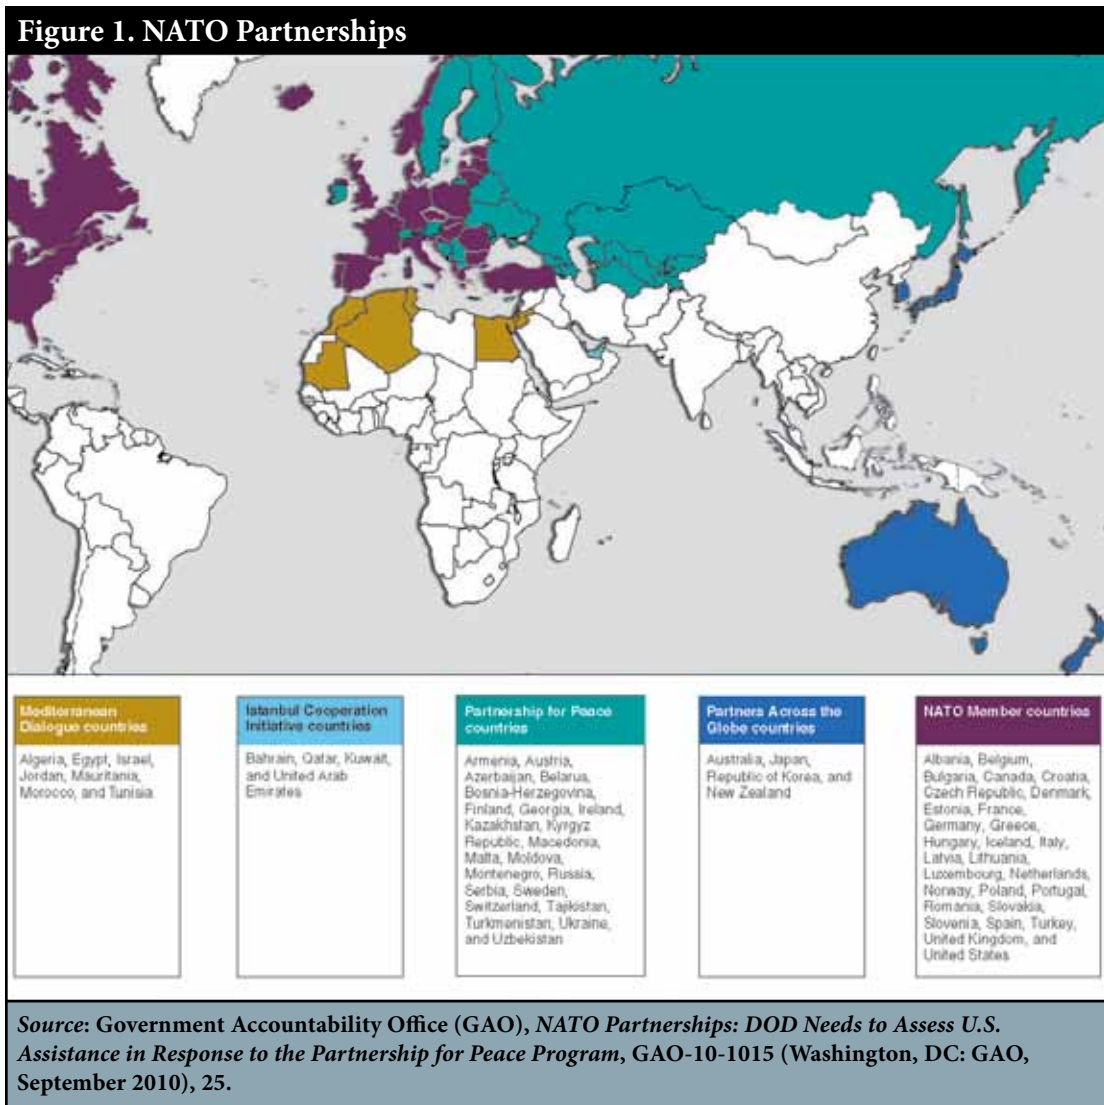 Figure 1. NATO Partnerships
Mediterranean
Dialogue countries
Algeria, Egypt, Israel,
Jordan, Mauritania,
Morocco, and Tunisia
Istanbul Cooperation
Initiative countries
Bahrain, Qatar, Kuwait,
and United Arab
Emirates
Partnership for Peace
countries
Armenia, Austria,
Azerbaijan, Belarus,
Bosnia-Herzegovina,
Finland, Georgia, Ireland,
Kazakhstan, Kyrgyz
Republic, Macedonia,
Malta, Moldova,
Montenegro, Russia,
Serbia, Sweden,
Switzerland, Tajikistan,
Turkmenistan, Ukraine,
and Uzbekistan
Partners Across the
Globe countries
Australia, Japan,
Republic of Korea, and
New Zealand
NATO Member countries
Albania, Belgium,
Bulgaria, Canada, Croatia,
Czech Republic, Denmark,
Estonia, France,
Germany, Greece,
Hungary, Iceland, Italy,
Latvia, Lithuania,
Luxembourg, Netherlands,
Norway, Poland, Portugal,
Romania, Slovakia,
Slovenia, Spain, Turkey,
United Kingdom, and
United States
Source: Government Accountability Office (GAO), NATO Partnerships: DOD Needs to Assess U.S.
Assistance in Response to the Partnership for Peace Program, GAO-10-1015 (Washington, DC: GAO,
September 2010), 25.